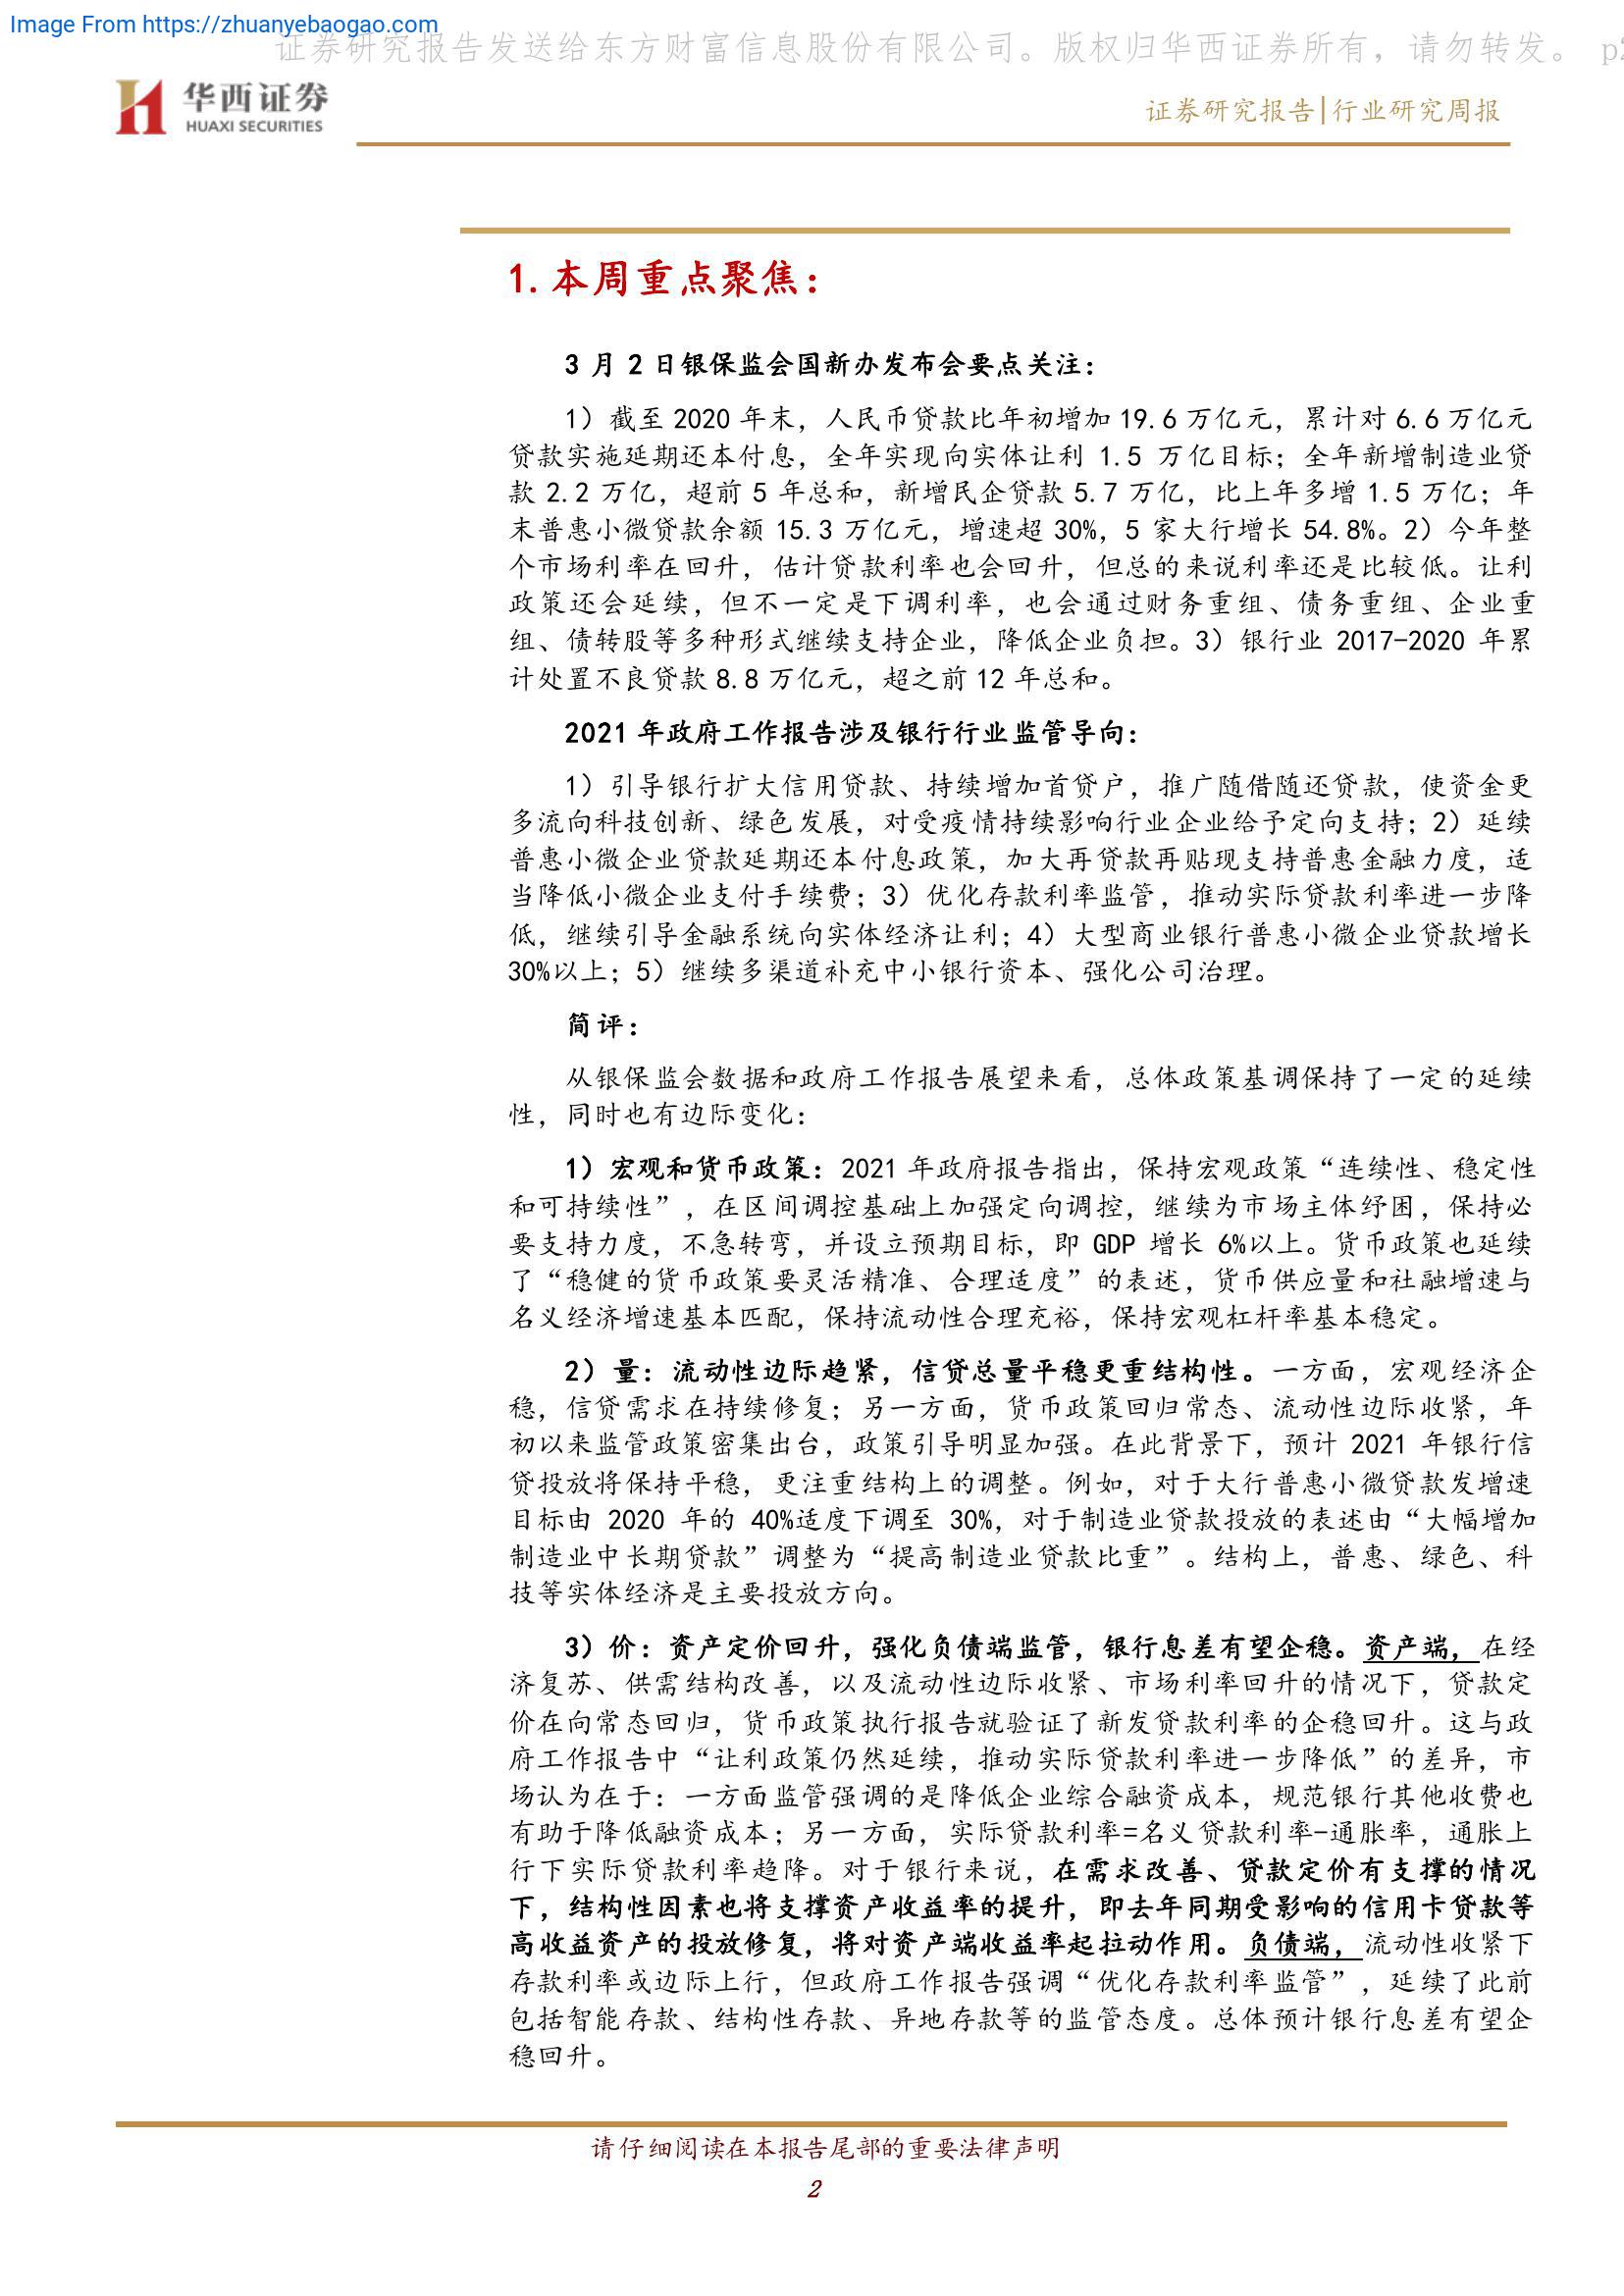 Image From https://zhuanyebaogao.com
证券研究报告发送给东方财富信息股份有限公司。版权归华西证券所有，请勿转发。 p2
华西证券
HUAXI SECURITIES
证券研究报告|行业研究周报
1.本周重点聚焦：
3 月 2 日银保监会国新办发布会要点关注：
1）截至 2020 年末，人民币贷款比年初增加 19.6 万亿元，累计对 6.6 万亿元
贷款实施延期还本付息，全年实现向实体让利 1.5 万亿目标；全年新增制造业贷
款 2.2 万亿，超前 5 年总和，新增民企贷款 5.7 万亿，比上年多增 1.5 万亿；年
末普惠小微贷款余额 15.3 万亿元，增速超 30%，5 家大行增长 54.8%。2）今年整
个市场利率在回升，估计贷款利率也会回升，但总的来说利率还是比较低。让利
政策还会延续，但不一定是下调利率，也会通过财务重组、债务重组、企业重
组、债转股等多种形式继续支持企业，降低企业负担。3）银行业 2017-2020 年累
计处置不良贷款 8.8 万亿元，超之前 12 年总和。
2021 年政府工作报告涉及银行行业监管导向：
1）引导银行扩大信用贷款、持续增加首贷户，推广随借随还贷款，使资金更
多流向科技创新、绿色发展，对受疫情持续影响行业企业给予定向支持；2）延续
普惠小微企业贷款延期还本付息政策，加大再贷款再贴现支持普惠金融力度，适
当降低小微企业支付手续费；3）优化存款利率监管，推动实际贷款利率进一步降
低，继续引导金融系统向实体经济让利；4）大型商业银行普惠小微企业贷款增长
30%以上；5）继续多渠道补充中小银行资本、强化公司治理。
简评：
从银保监会数据和政府工作报告展望来看，总体政策基调保持了一定的延续
性，同时也有边际变化：
1）宏观和货币政策：2021 年政府报告指出，保持宏观政策“连续性、稳定性
和可持续性”，在区间调控基础上加强定向调控，继续为市场主体纾困，保持必
要支持力度，不急转弯，并设立预期目标，即 GDP 增长 6%以上。货币政策也延续
了“稳健的货币政策要灵活精准、合理适度”的表述，货币供应量和社融增速与
名义经济增速基本匹配，保持流动性合理充裕，保持宏观杠杆率基本稳定。
2）量：流动性边际趋紧，信贷总量平稳更重结构性。一方面，宏观经济企
稳，信贷需求在持续修复；另一方面，货币政策回归常态、流动性边际收紧，年
初以来监管政策密集出台，政策引导明显加强。在此背景下，预计 2021 年银行信
贷投放将保持平稳，更注重结构上的调整。例如，对于大行普惠小微贷款发增速
目标由 2020 年的 40%适度下调至 30%，对于制造业贷款投放的表述由“大幅增加
制造业中长期贷款”调整为“提高制造业贷款比重”。结构上，普惠、绿色、科
技等实体经济是主要投放方向。
3）价：资产定价回升，强化负债端监管，银行息差有望企稳。资产端，在经
济复苏、供需结构改善，以及流动性边际收紧、市场利率回升的情况下，贷款定
价在向常态回归，货币政策执行报告就验证了新发贷款利率的企稳回升。这与政
府工作报告中“让利政策仍然延续，推动实际贷款利率进一步降低”的差异，市
场认为在于：一方面监管强调的是降低企业综合融资成本，规范银行其他收费也
有助于降低融资成本；另一方面，实际贷款利率=名义贷款利率-通胀率，通胀上
行下实际贷款利率趋降。对于银行来说，在需求改善、贷款定价有支撑的情况
下，结构性因素也将支撑资产收益率的提升，即去年同期受影响的信用卡贷款等
高收益资产的投放修复，将对资产端收益率起拉动作用。负债端，流动性收紧下
存款利率或边际上行，但政府工作报告强调“优化存款利率监管”，延续了此前
包括智能存款、结构性存款、异地存款等的监管态度。总体预计银行息差有望企
稳回升。
请仔细阅读在本报告尾部的重要法律声明
2